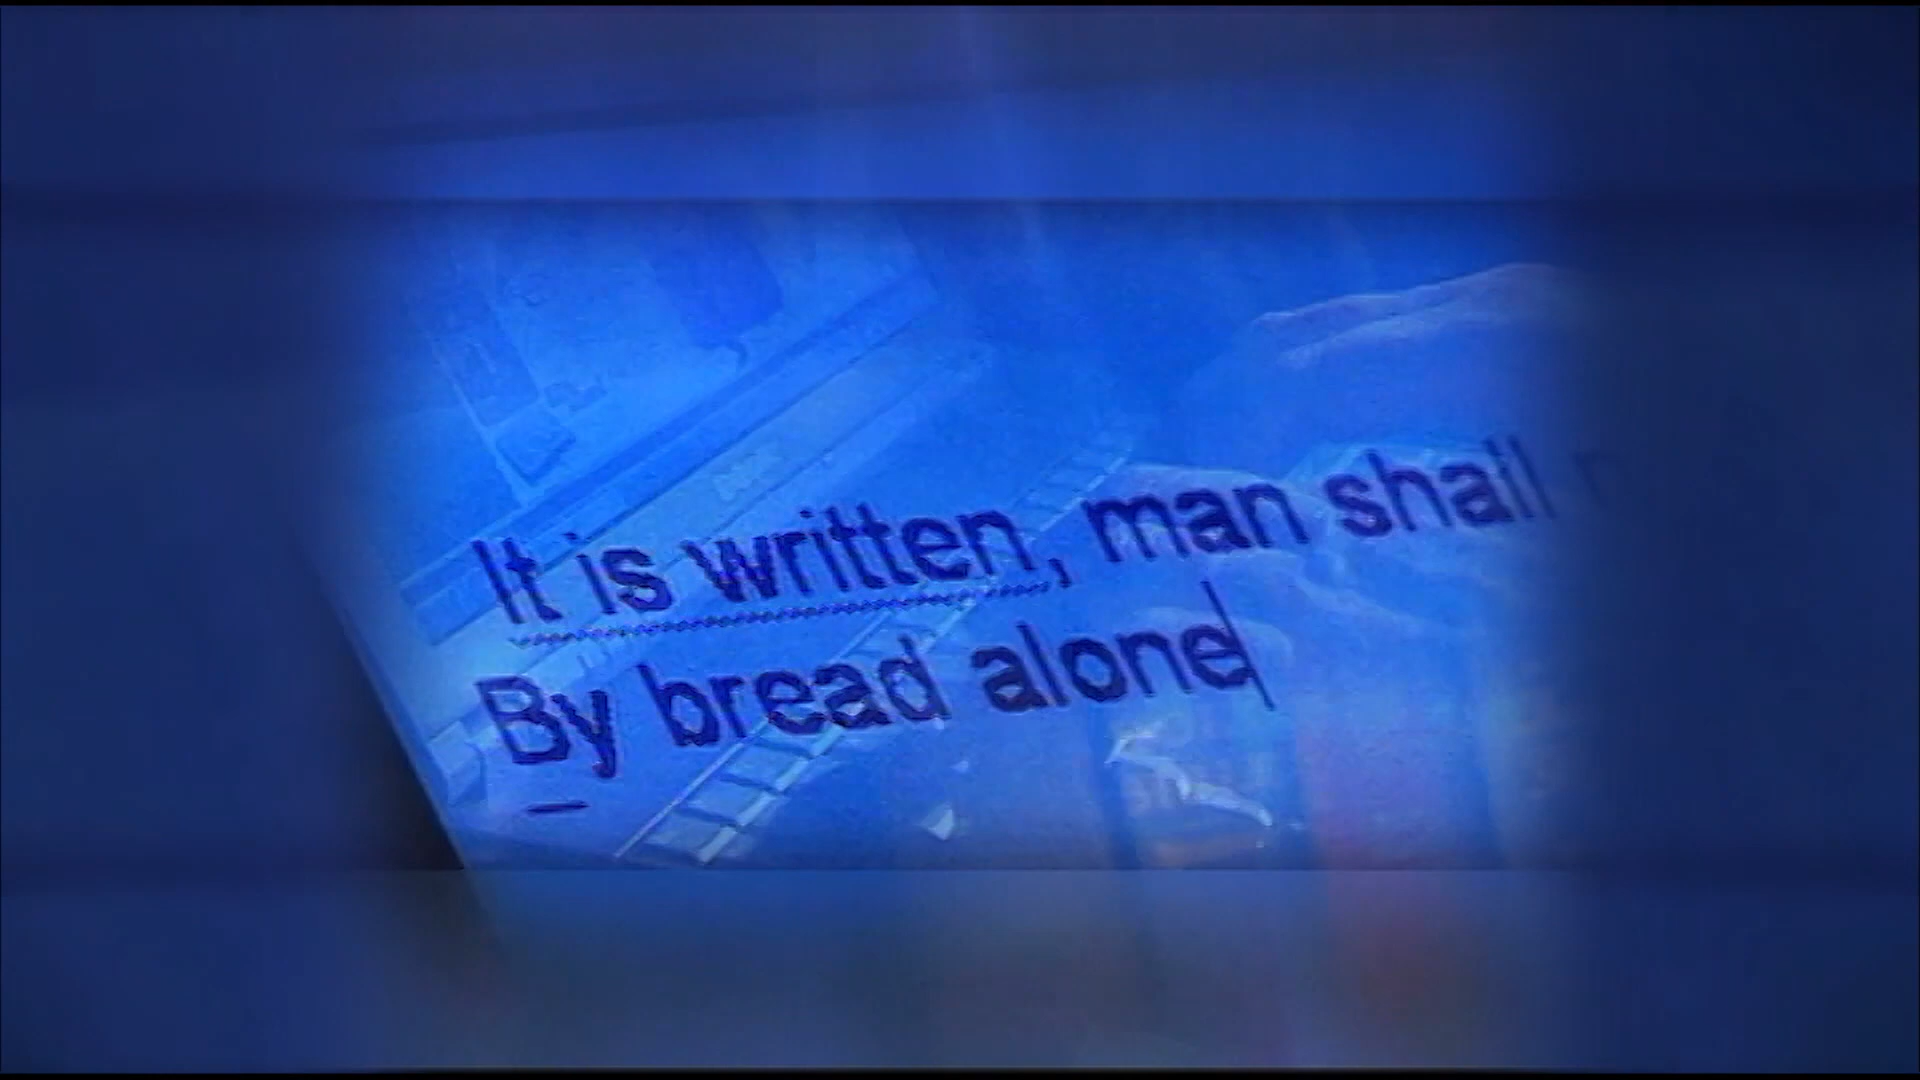 It is written, man shall
By bread alone